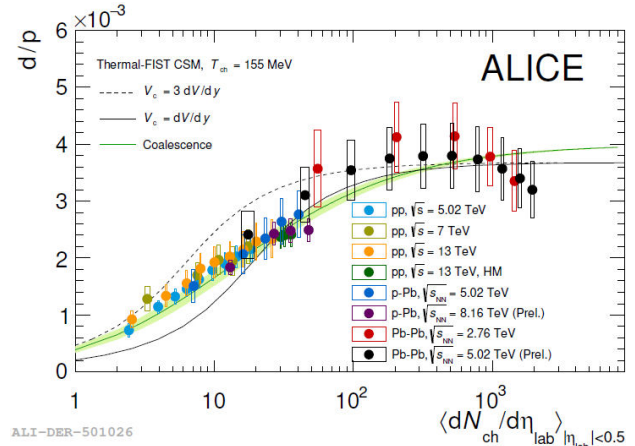 ×10⁻³
d/p
6
5
4
3
2
1
0
ALICE
Thermal-FIST CSM, T_ch = 155 MeV
V_c = 3 dV/dy
V_c = dV/dy
Coalescence
pp, √s = 5.02 TeV
pp, √s = 7 TeV
pp, √s = 13 TeV
pp, √s = 13 TeV, HM
p-Pb, √s_NN = 5.02 TeV
p-Pb, √s_NN = 8.16 TeV (Prel.)
Pb-Pb, √s_NN = 2.76 TeV
Pb-Pb, √s_NN = 5.02 TeV (Prel.)
1 10 10² 10³
⟨dN_ch/dη_lab⟩_|η_lab|<0.5
ALI-DER-501026